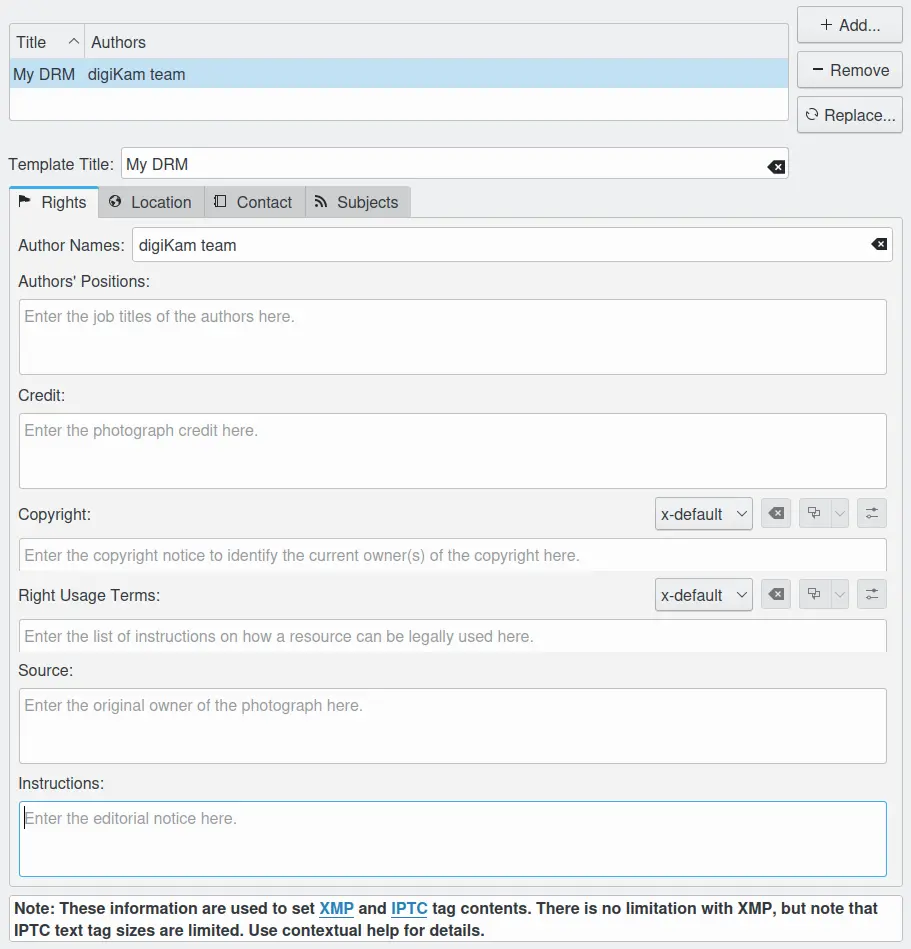 Title Authors
My DRM digiKam team
Add...
Remove
Replace...
Template Title: My DRM
Rights Location Contact Subjects
Author Names: digiKam team
Authors' Positions:
Enter the job titles of the authors here.
Credit:
Enter the photograph credit here.
Copyright: x-default
Enter the copyright notice to identify the current owner(s) of the copyright here.
Right Usage Terms: x-default
Enter the list of instructions on how a resource can be legally used here.
Source:
Enter the original owner of the photograph here.
Instructions:
Enter the editorial notice here.
Note: These information are used to set XMP and IPTC tag contents. There is no limitation with XMP, but note that
IPTC text tag sizes are limited. Use contextual help for details.